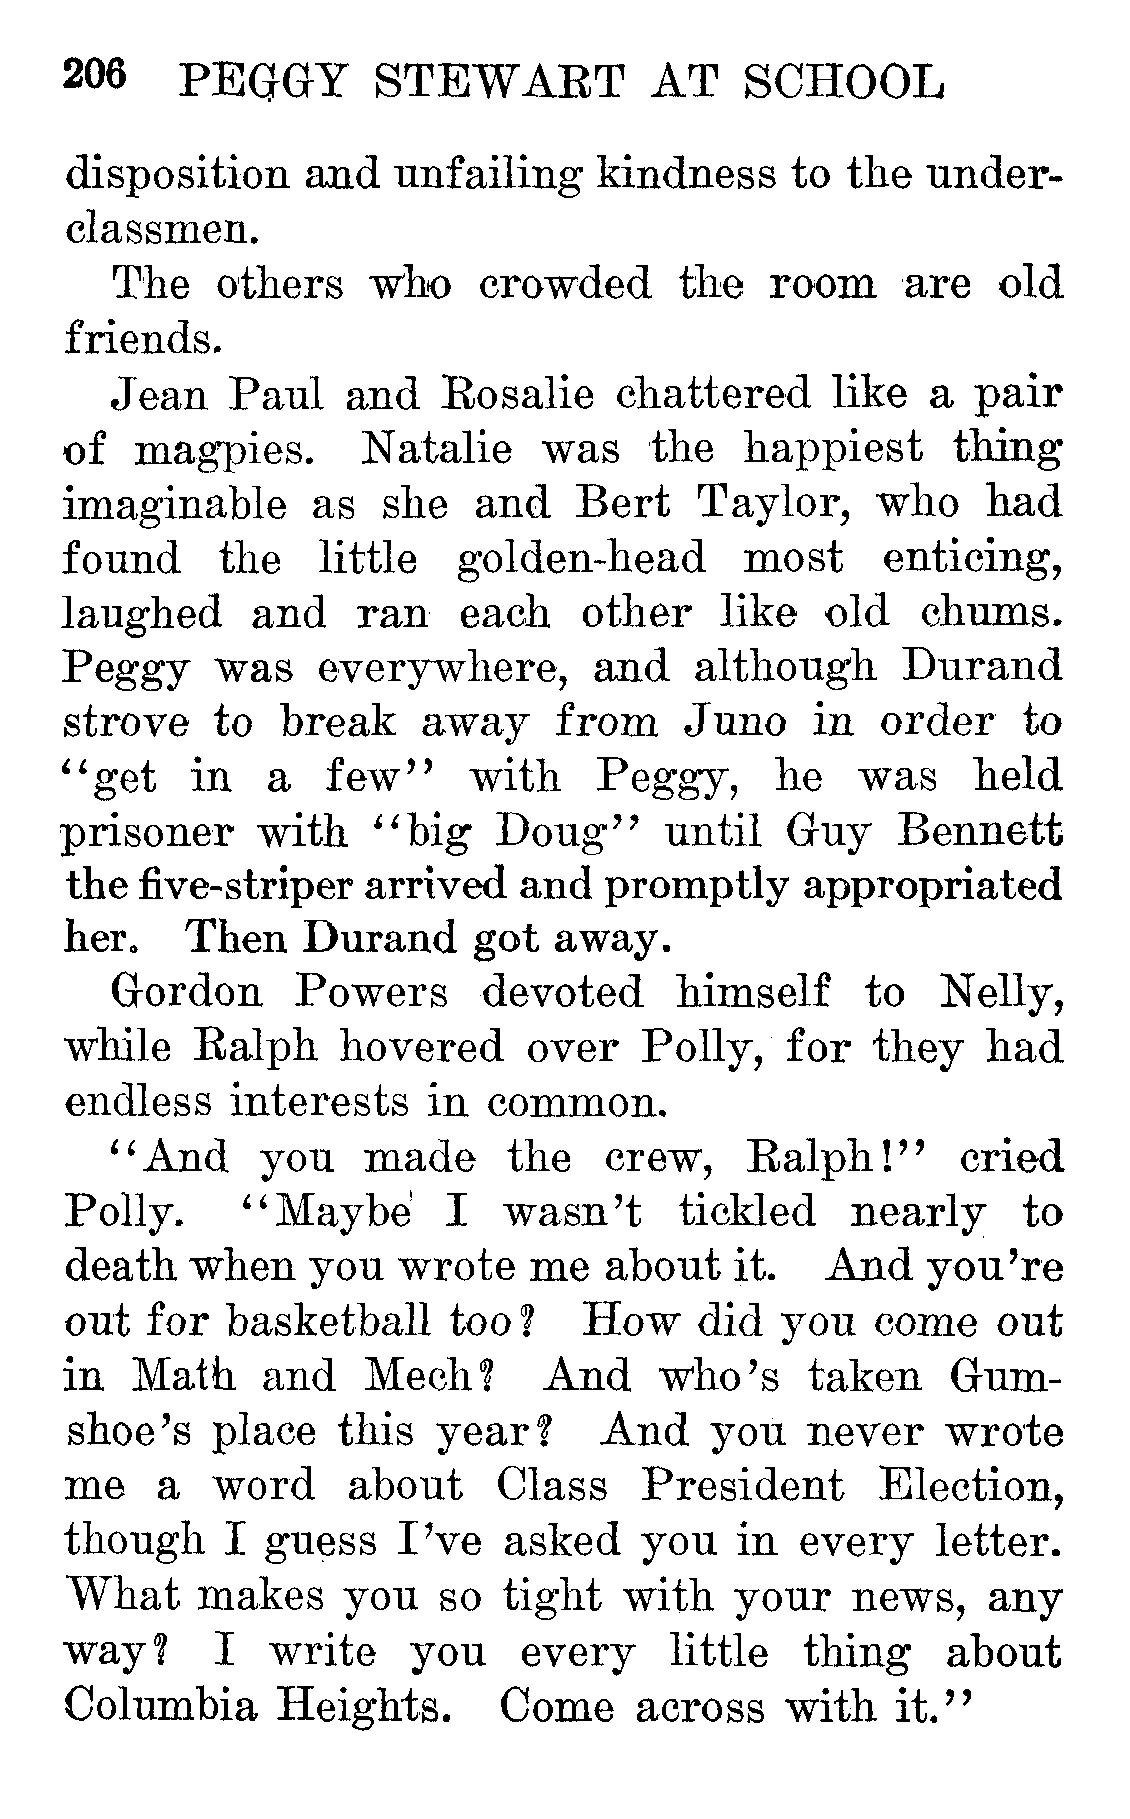 206 PEGGY STEWART AT SCHOOL
disposition and unfailing kindness to the under-
classmen.
The others who crowded the room are old
friends.
Jean Paul and Rosalie chattered like a pair
of magpies. Natalie was the happiest thing
imaginable as she and Bert Taylor, who had
found the little golden-head most enticing,
laughed and ran each other like old chums.
Peggy was everywhere, and although Durand
strove to break away from Juno in order to
“get in a few” with Peggy, he was held
prisoner with “big Doug” until Guy Bennett
the five-striper arrived and promptly appropriated
her. Then Durand got away.
Gordon Powers devoted himself to Nelly,
while Ralph hovered over Polly, for they had
endless interests in common.
“And you made the crew, Ralph!” cried
Polly. “Maybe I wasn’t tickled nearly to
death when you wrote me about it. And you’re
out for basketball too? How did you come out
in Math and Mech? And who’s taken Gum-
shoe’s place this year? And you never wrote
me a word about Class President Election,
though I guess I’ve asked you in every letter.
What makes you so tight with your news, any
way? I write you every little thing about
Columbia Heights. Come across with it.”